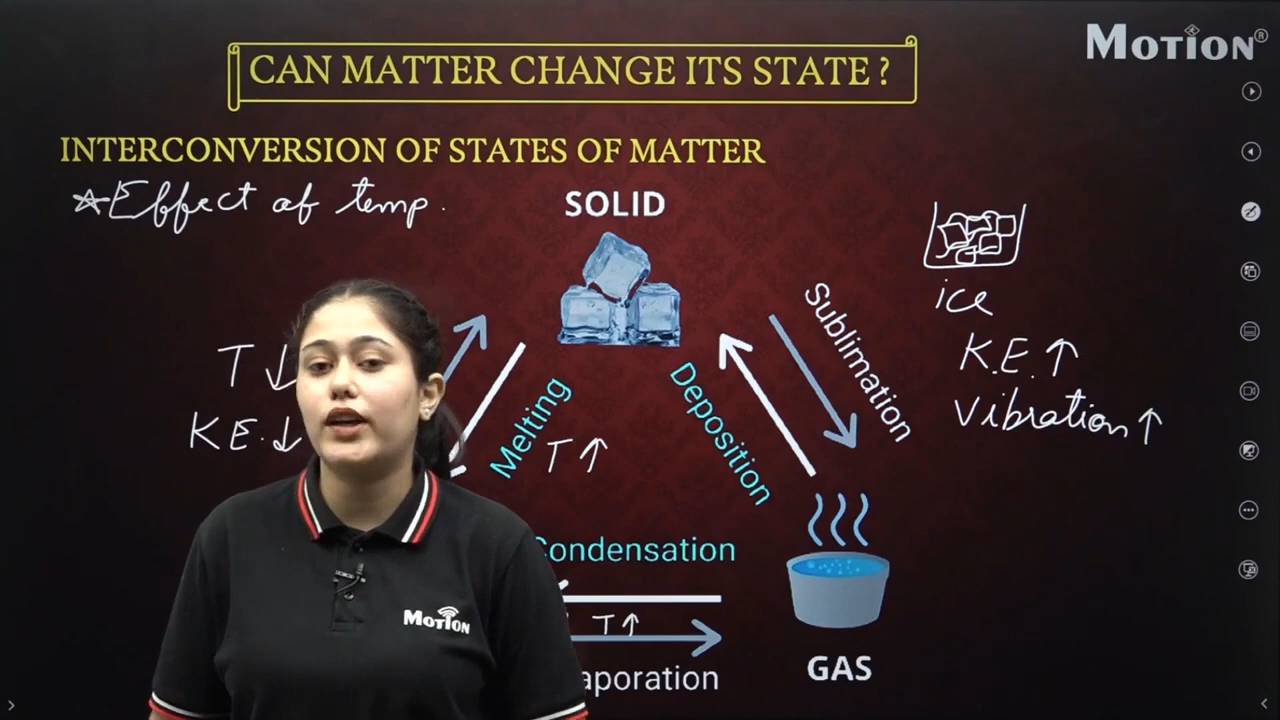 MOTION®
CAN MATTER CHANGE ITS STATE ?
INTERCONVERSION OF STATES OF MATTER
Effect of temp.
SOLID
ice
K.E. ↑
Vibration ↑
T ↓
KE. ↓
Melting
T ↑
Deposition
Sublimation
Condensation
T ↑
aporation
GAS
MOTION